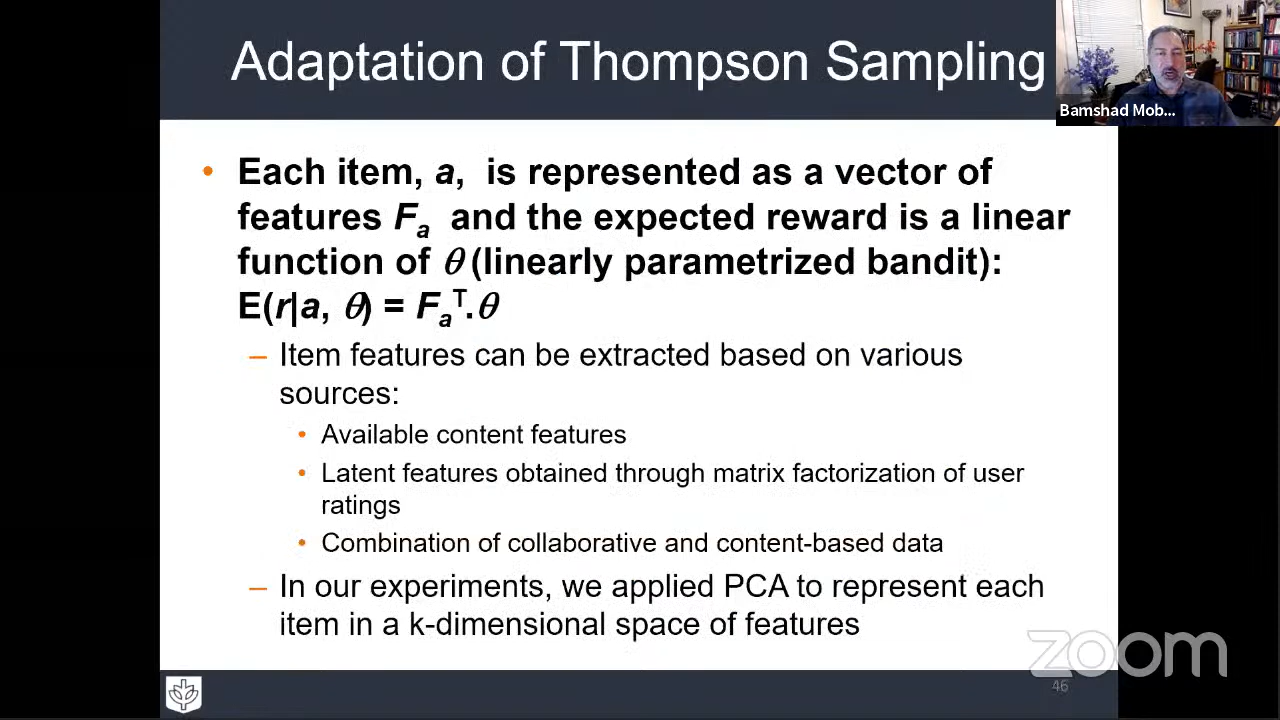 Adaptation of Thompson Sampling
Bamshad Mob...
• Each item, a, is represented as a vector of
features Fa and the expected reward is a linear
function of θ (linearly parametrized bandit):
E(r|a, θ) = FaT.θ
– Item features can be extracted based on various
sources:
• Available content features
• Latent features obtained through matrix factorization of user
ratings
• Combination of collaborative and content-based data
– In our experiments, we applied PCA to represent each
item in a k-dimensional space of features
zoom
46